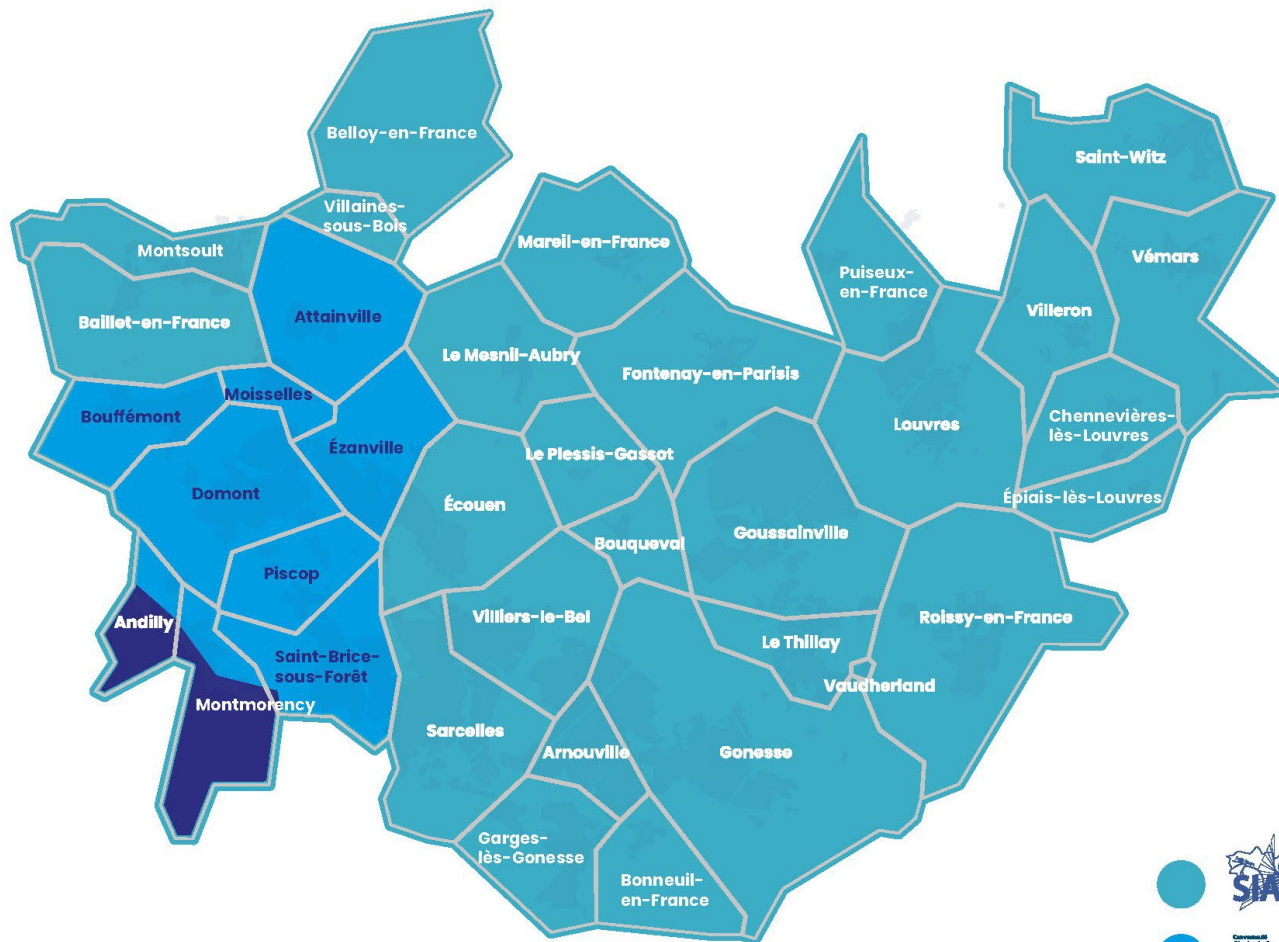 Belloy-en-France
Saint-Witz
Villaines-
sous-Bois
Mareil-en-France
Montsoult
Vémars
Puiseux-
en-France
Baillet-en-France
Attainville
Villeron
Le Mesnil-Aubry
Fontenay-en-Parisis
Moisselles
Bouffémont
Louvres
Chennevières-
lès-Louvres
Ézanville
Le Plessis-Gassot
Domont
Épiais-lès-Louvres
Écouen
Goussainville
Bouqueval
Piscop
Andilly
Villiers-le-Bel
Roissy-en-France
Le Thillay
Saint-Brice-
sous-Forêt
Vaudherland
Montmorency
Sarcelles
Arnouville
Gonesse
Garges-
lès-Gonesse
Bonneuil-
en-France